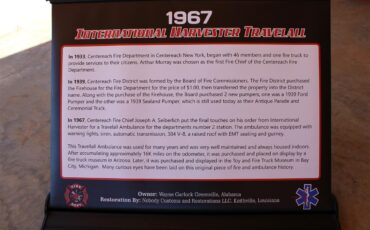 1967
INTERNATIONAL HARVESTER TRAVELALL
In 1933, Centereach Fire Department in Centereach New York, began with 46 members and one fire truck to
provide services to their citizens. Arthur Murray was chosen as the first Fire Chief of the Centereach Fire
Department.
In 1939, Centereach Fire District was formed by the Board of Fire Commissioners. The Fire District purchased
the Firehouse for the Fire Department for the price of $1.00, then transferred the property into the District
name. Along with the purchase of the firehouse, the Board purchased 2 new pumpers, one was a 1939 Ford
Pumper and the other was a 1939 Sealand Pumper, which is still used today as their Antique Parade and
Ceremonial Truck.
In 1967, Fire Chief Joseph A. Seiberlich put the final touches on his order from International
Harvester for a Travelall Ambulance for the departments number 2 station. The ambulance was equipped with
warning lights, siren, automatic transmission, 304 V-8, a raised roof with EMT seating and gurney.
This Travelall Ambulance was used for many years and was very well maintained and always housed indoors.
After accumulating approximately 16K miles on the odometer, it was purchased and placed on display by a
fire truck museum in Arizona. Later, it was purchased and displayed in the Toy and Fire Truck Museum in Bay
City, Michigan. Many curious eyes have been laid on this original piece of fire and ambulance history.
FIRE
DEPT
Owner: Wayne Garlock Greenville, Alabama
Restoration By: Nobody Customs and Restorations LLC. Keithville, Louisiana